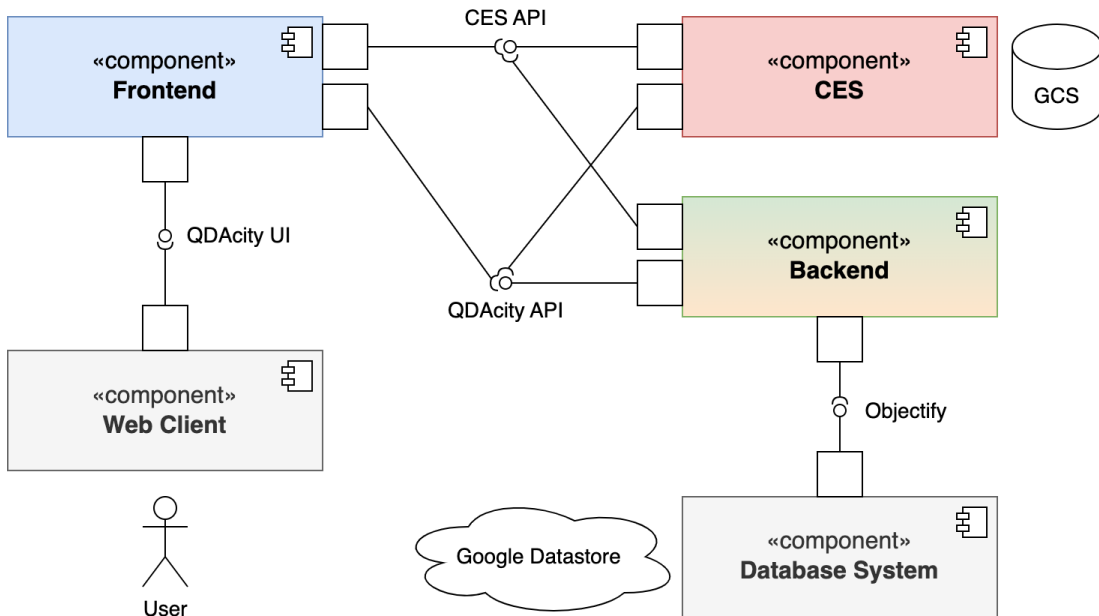 CES API
«component»
Frontend
«component»
CES
GCS
QDAcity UI
«component»
Backend
QDAcity API
«component»
Web Client
Objectify
User
Google Datastore
«component»
Database System